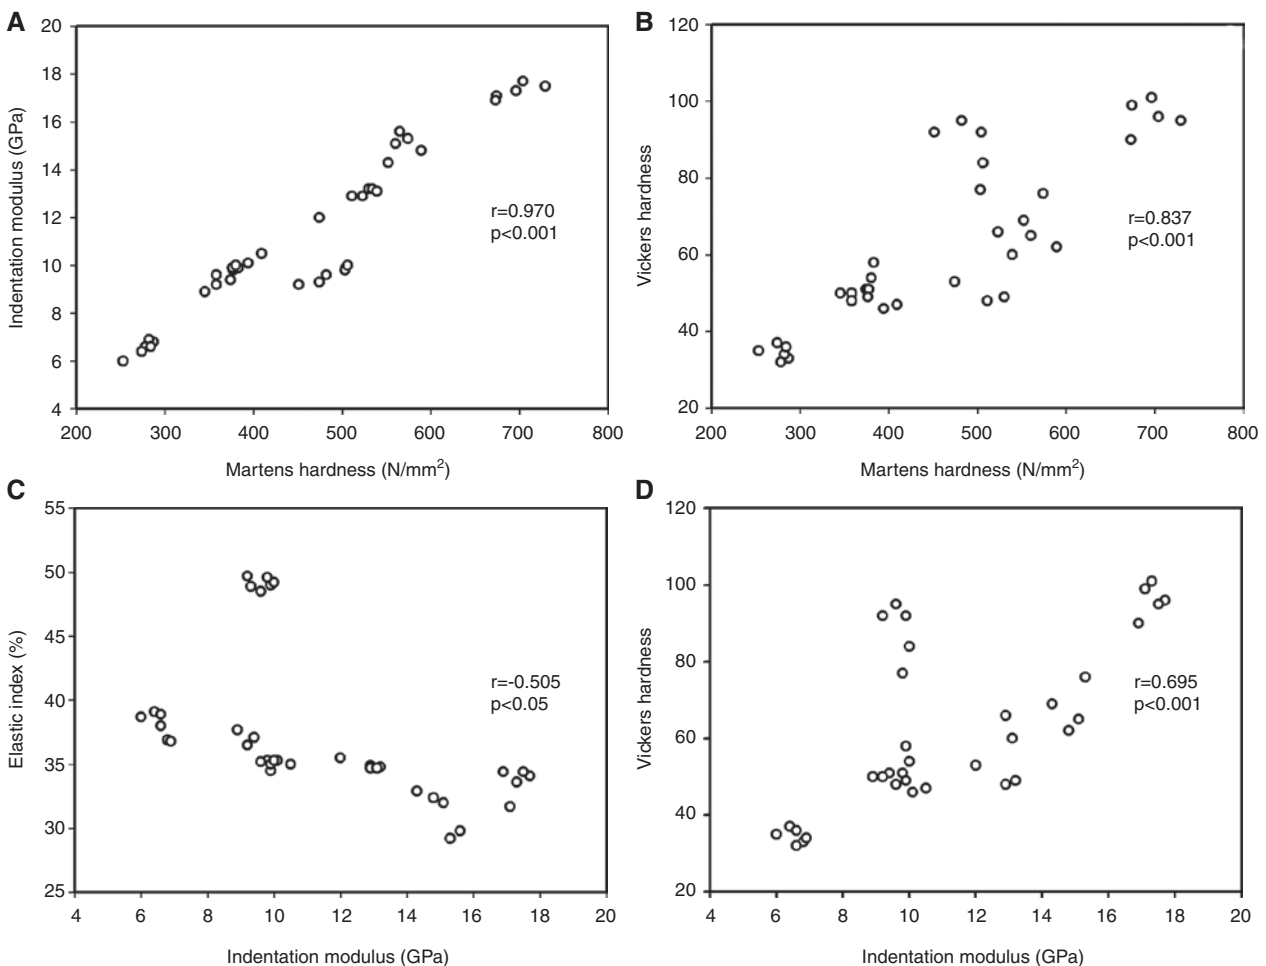 A
20
18
16
14
12
10
8
6
4
Indentation modulus (GPa)
r=0.970
p<0.001
200 300 400 500 600 700 800
Martens hardness (N/mm²)
B
120
100
80
60
40
20
Vickers hardness
r=0.837
p<0.001
200 300 400 500 600 700 800
Martens hardness (N/mm²)
C
55
50
45
40
35
30
25
Elastic index (%)
r=-0.505
p<0.05
4 6 8 10 12 14 16 18 20
Indentation modulus (GPa)
D
120
100
80
60
40
20
Vickers hardness
r=0.695
p<0.001
4 6 8 10 12 14 16 18 20
Indentation modulus (GPa)